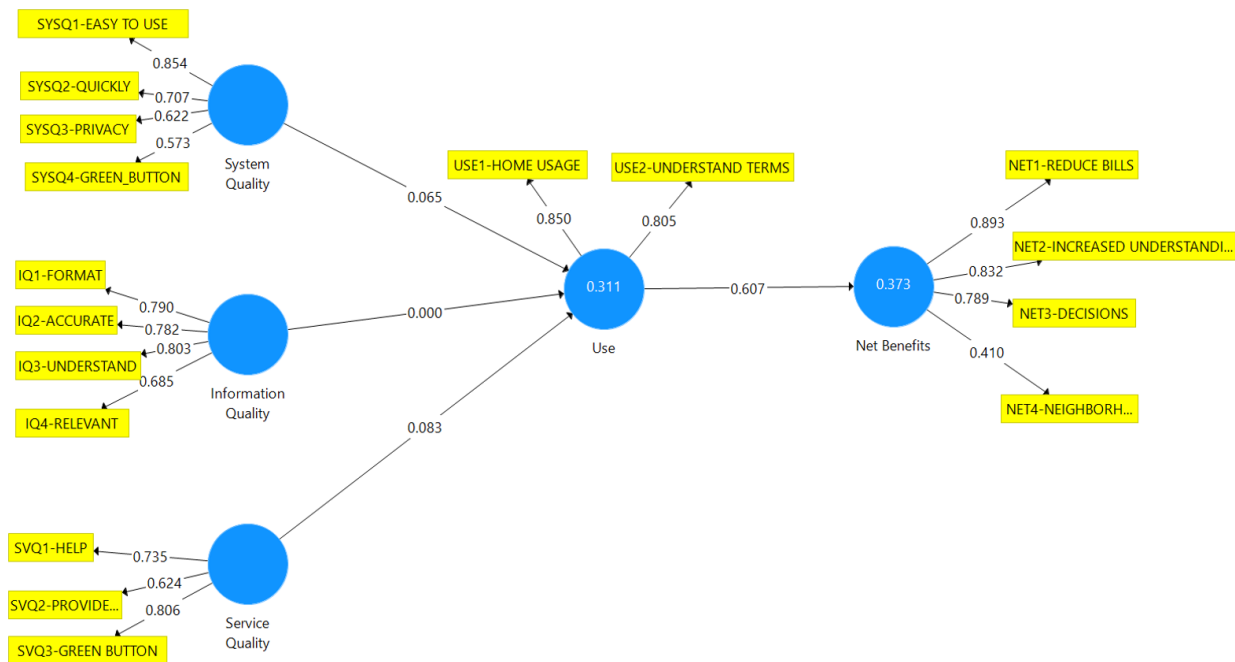 SYSQ1-EASY TO USE
0.854
SYSQ2-QUICKLY
0.707
SYSQ3-PRIVACY
0.622
SYSQ4-GREEN_BUTTON
0.573
System
Quality
0.065
IQ1-FORMAT
0.790
IQ2-ACCURATE
0.782
IQ3-UNDERSTAND
0.803
IQ4-RELEVANT
0.685
Information
Quality
0.000
SVQ1-HELP
0.735
SVQ2-PROVIDE...
0.624
SVQ3-GREEN BUTTON
0.806
Service
Quality
0.083
USE1-HOME USAGE
0.850
USE2-UNDERSTAND TERMS
0.805
0.311
Use
0.607
0.373
Net Benefits
NET1-REDUCE BILLS
0.893
NET2-INCREASED UNDERSTANDI...
0.832
NET3-DECISIONS
0.789
NET4-NEIGHBORH...
0.410